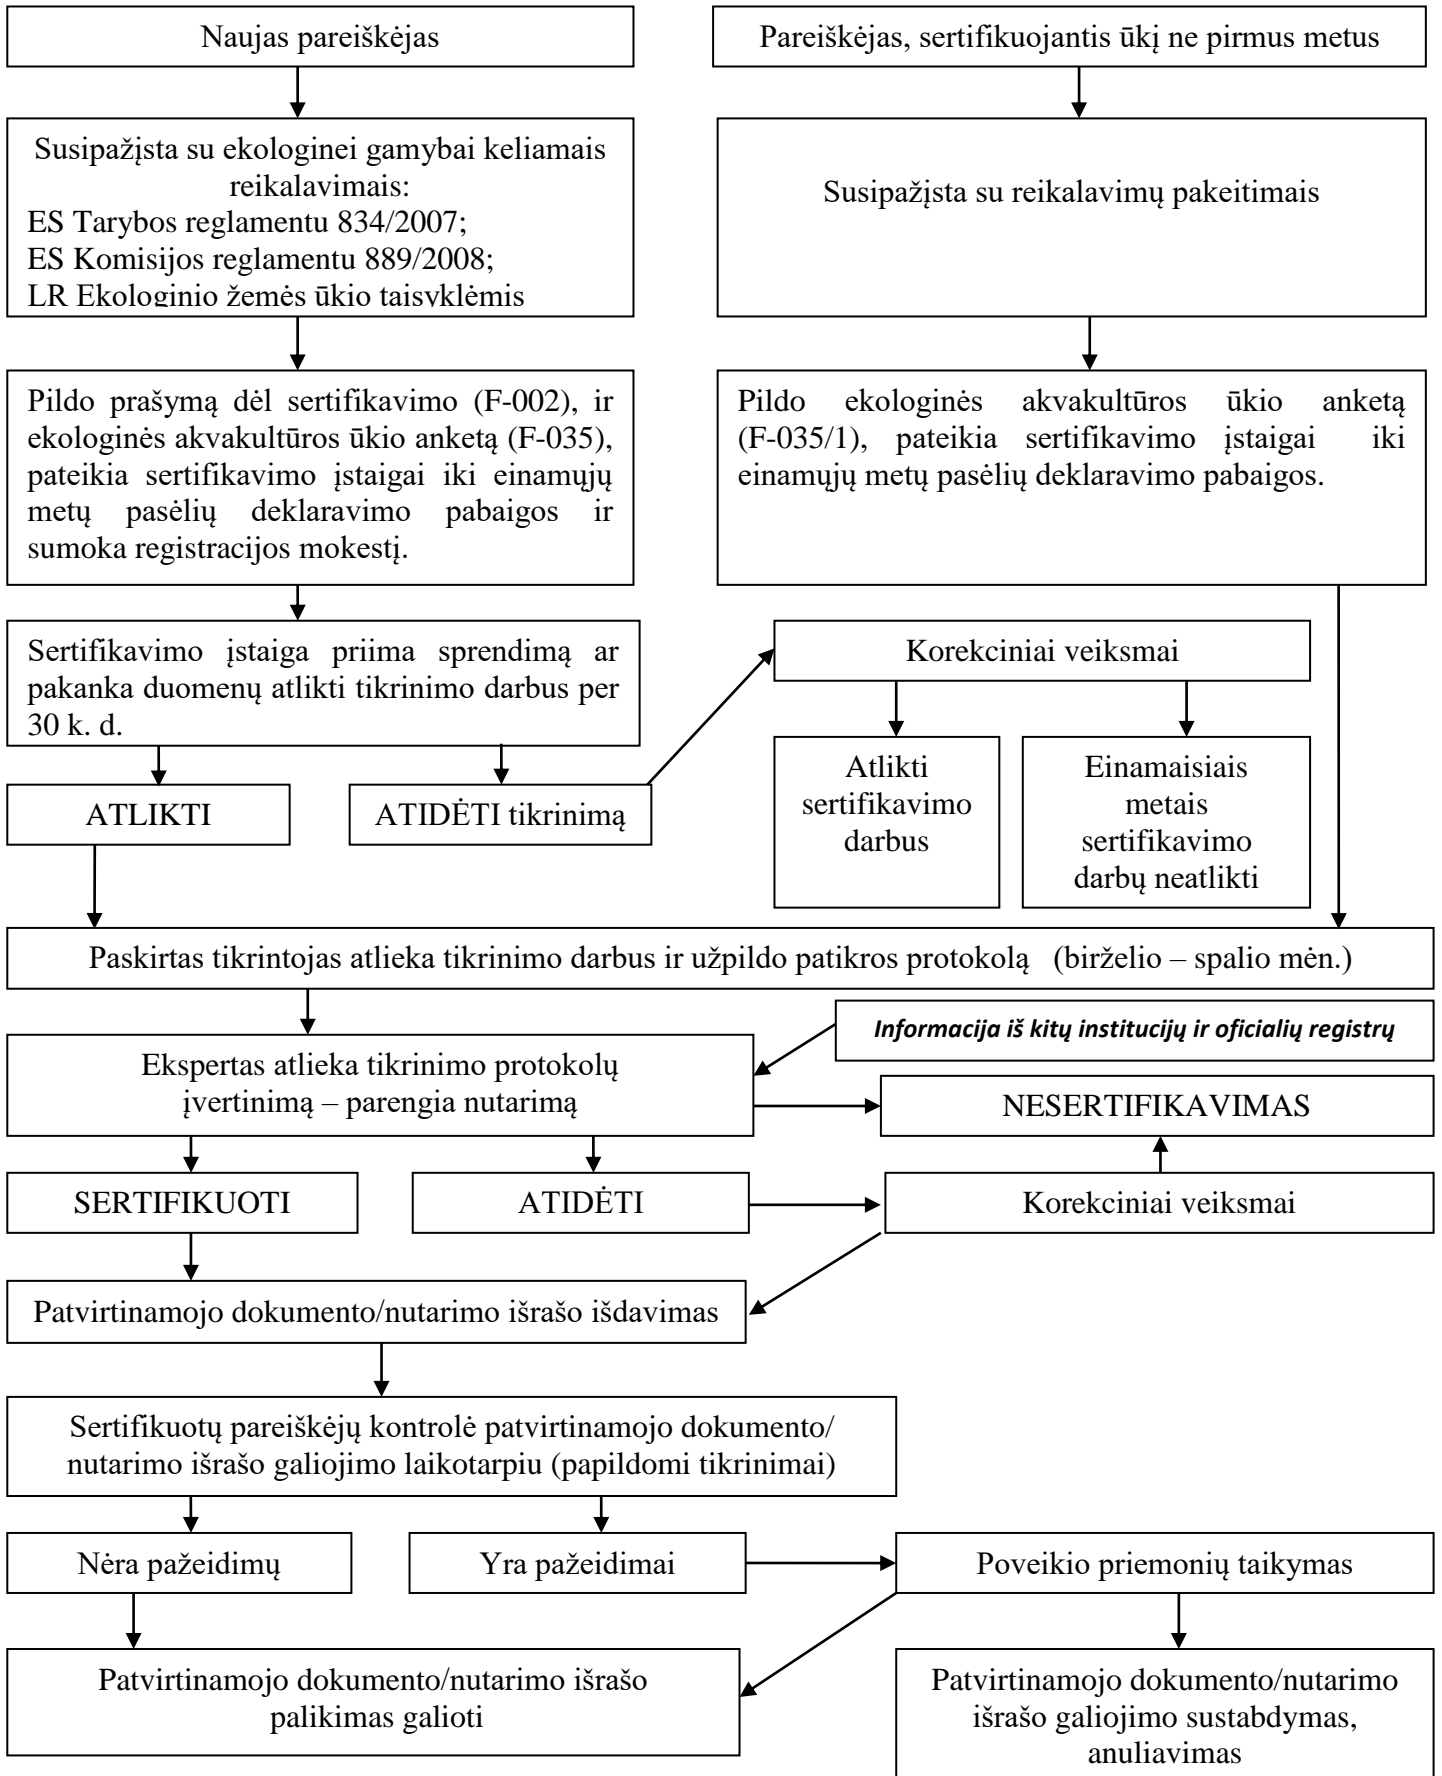 Naujas pareiškėjas
Pareiškėjas, sertifikuojantis ūkį ne pirmus metus
Susipažįsta su ekologinei gamybai keliamais
reikalavimais:
ES Tarybos reglamentu 834/2007;
ES Komisijos reglamentu 889/2008;
LR Ekologinio žemės ūkio taisyklėmis
Susipažįsta su reikalavimų pakeitimais
Pildo prašymą dėl sertifikavimo (F-002), ir
ekologinės akvakultūros ūkio anketą (F-035),
pateikia sertifikavimo įstaigai iki einamųjų
metų pasėlių deklaravimo pabaigos ir
sumoka registracijos mokestį.
Pildo ekologinės akvakultūros ūkio anketą
(F-035/1), pateikia sertifikavimo įstaigai iki
einamųjų metų pasėlių deklaravimo pabaigos.
Sertifikavimo įstaiga priima sprendimą ar
pakanka duomenų atlikti tikrinimo darbus per
30 k. d.
Korekciniai veiksmai
ATLIKTI
ATIDĖTI tikrinimą
Atlikti
sertifikavimo
darbus
Einamaisiais
metais
sertifikavimo
darbų neatlikti
Paskirtas tikrintojas atlieka tikrinimo darbus ir užpildo patikros protokolą (birželio – spalio mėn.)
Informacija iš kitų institucijų ir oficialių registrų
Ekspertas atlieka tikrinimo protokolų
įvertinimą – parengia nutarimą
NESERTIFIKAVIMAS
SERTIFIKUOTI
ATIDĖTI
Korekciniai veiksmai
Patvirtinamojo dokumento/nutarimo išrašo išdavimas
Sertifikuotų pareiškėjų kontrolė patvirtinamojo dokumento/
nutarimo išrašo galiojimo laikotarpiu (papildomi tikrinimai)
Nėra pažeidimų
Yra pažeidimai
Poveikio priemonių taikymas
Patvirtinamojo dokumento/nutarimo išrašo
palikimas galioti
Patvirtinamojo dokumento/nutarimo
išrašo galiojimo sustabdymas,
anuliavimas